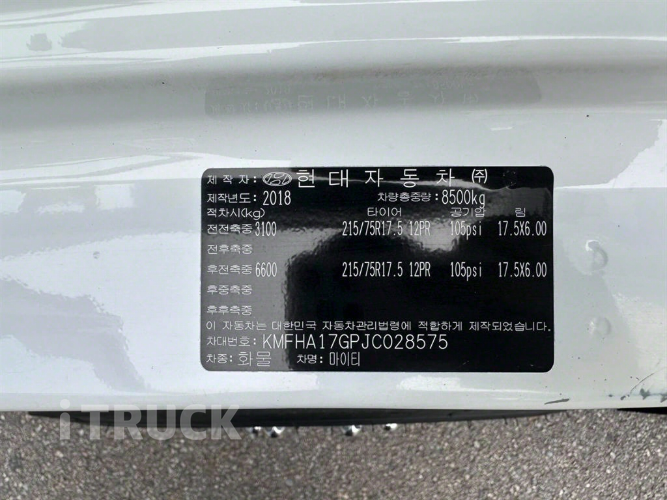 제작자: 현대자동차㈜
제작년도: 2018 차량총중량: 8500kg
적차시(kg) 타이어 공기압 림
전전축중 3100 215/75R17.5 12PR 105psi 17.5X6.00
전후축중
후전축중 6600 215/75R17.5 12PR 105psi 17.5X6.00
후중축중
후후축중
이 자동차는 대한민국 자동차관리법령에 적합하게 제작되었습니다.
차대번호: KMFHA17GPJC028575
차종: 화물 차명: 마이티
iTRUCK